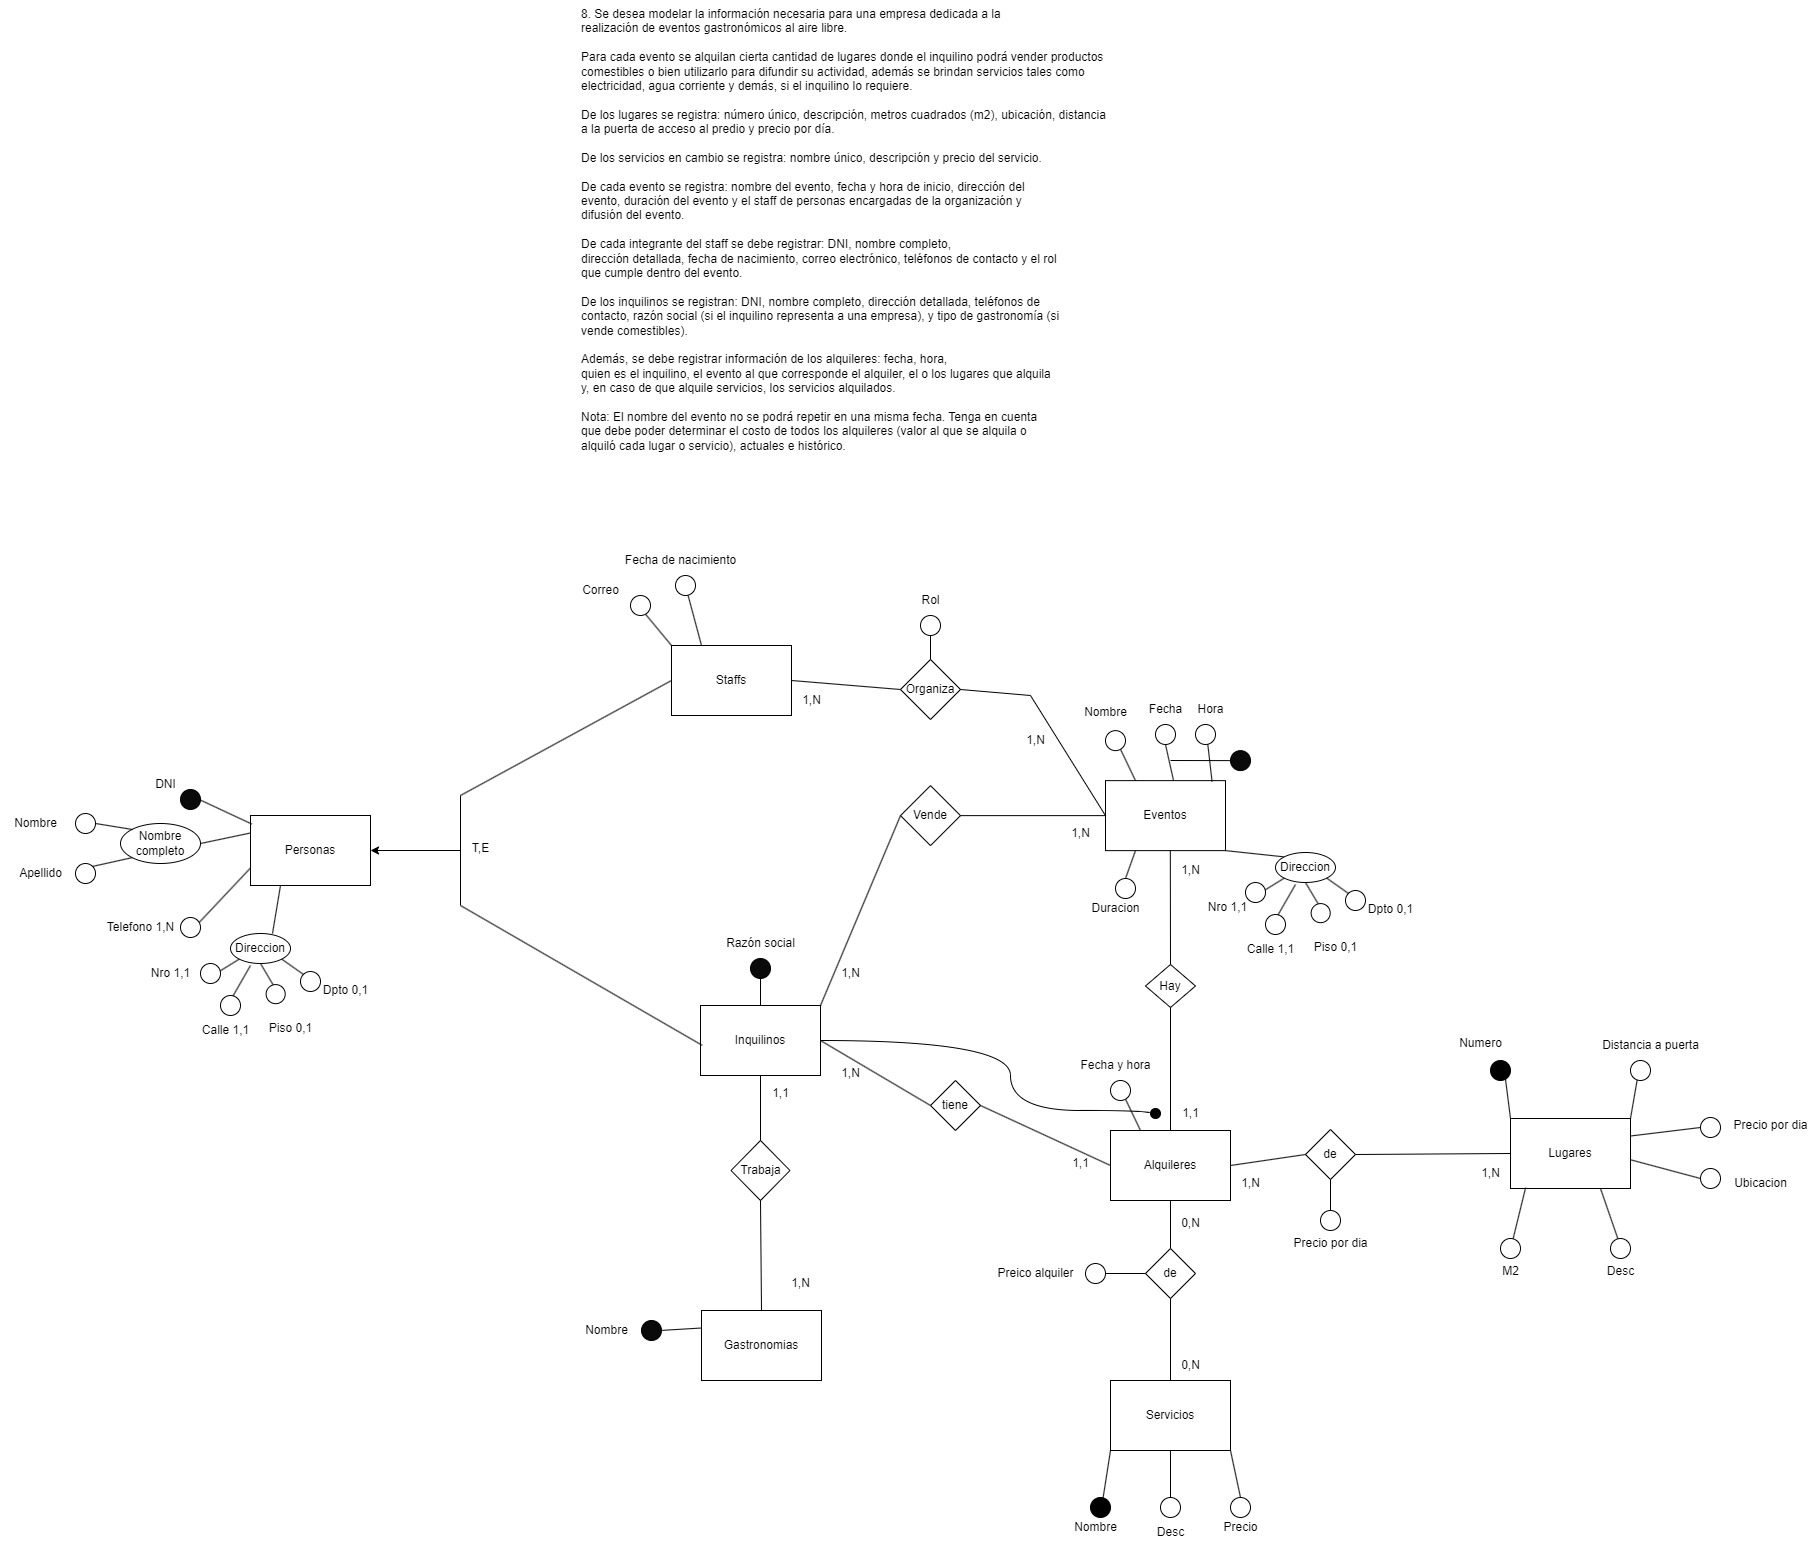 8. Se desea modelar la información necesaria para una empresa dedicada a la
realización de eventos gastronómicos al aire libre.
Para cada evento se alquilan cierta cantidad de lugares donde el inquilino podrá vender productos
comestibles o bien utilizarlo para difundir su actividad, además se brindan servicios tales como
electricidad, agua corriente y demás, si el inquilino lo requiere.
De los lugares se registra: número único, descripción, metros cuadrados (m2), ubicación, distancia
a la puerta de acceso al predio y precio por día.
De los servicios en cambio se registra: nombre único, descripción y precio del servicio.
De cada evento se registra: nombre del evento, fecha y hora de inicio, dirección del
evento, duración del evento y el staff de personas encargadas de la organización y
difusión del evento.
De cada integrante del staff se debe registrar: DNI, nombre completo,
dirección detallada, fecha de nacimiento, correo electrónico, teléfonos de contacto y el rol
que cumple dentro del evento.
De los inquilinos se registran: DNI, nombre completo, dirección detallada, teléfonos de
contacto, razón social (si el inquilino representa a una empresa), y tipo de gastronomía (si
vende comestibles).
Además, se debe registrar información de los alquileres: fecha, hora,
quien es el inquilino, el evento al que corresponde el alquiler, el o los lugares que alquila
y, en caso de que alquile servicios, los servicios alquilados.
Nota: El nombre del evento no se podrá repetir en una misma fecha. Tenga en cuenta
que debe poder determinar el costo de todos los alquileres (valor al que se alquila o
alquiló cada lugar o servicio), actuales e histórico.
Fecha de nacimiento
Correo
Rol
Staffs
Organiza
1,N
1,N
Nombre
Fecha
Hora
DNI
Nombre
Nombre
completo
Apellido
Personas
T,E
Vende
1,N
Eventos
1,N
Direccion
Nro 1,1
Calle 1,1
Piso 0,1
Dpto 0,1
Duracion
Telefono 1,N
Direccion
Nro 1,1
Calle 1,1
Piso 0,1
Dpto 0,1
Razón social
1,N
Hay
Inquilinos
1,N
1,1
tiene
Fecha y hora
1,1
1,1
Alquileres
1,N
de
1,N
Precio por dia
Numero
Distancia a puerta
Precio por dia
Lugares
Ubicacion
M2
Desc
Trabaja
1,N
Nombre
Gastronomias
0,N
Preico alquiler
de
0,N
Servicios
Nombre
Desc
Precio